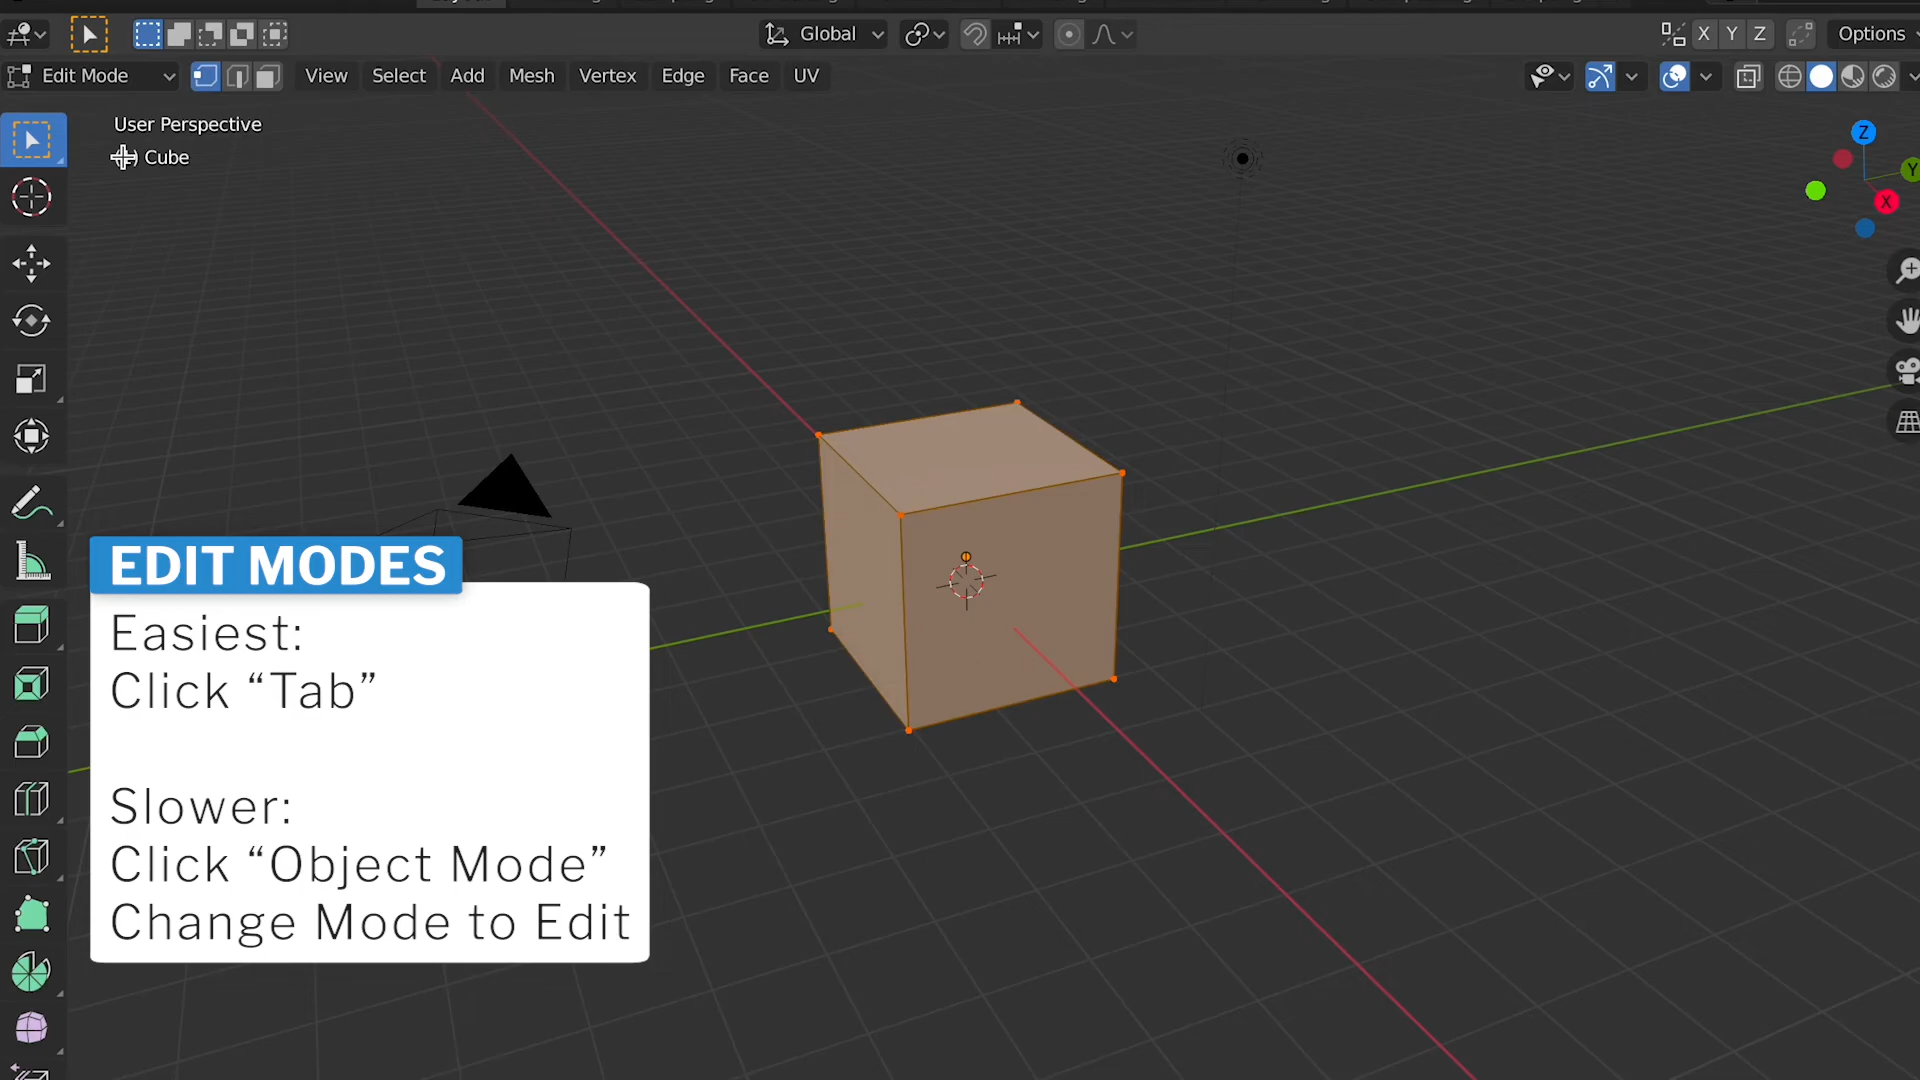 Global
X Y Z
Options
Edit Mode
View Select Add Mesh Vertex Edge Face UV
User Perspective
Cube
Z
Y
X
EDIT MODES
Easiest:
Click “Tab”
Slower:
Click “Object Mode”
Change Mode to Edit